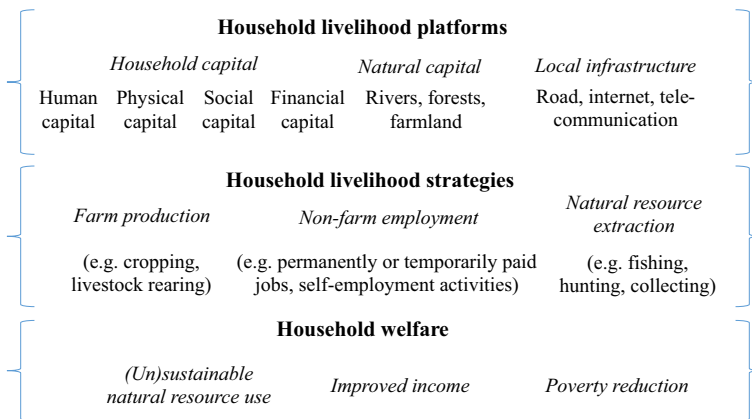 Household livelihood platforms
Household capital Natural capital Local infrastructure
Human Physical Social Financial Rivers, forests, Road, internet, tele-
capital capital capital capital farmland communication
Household livelihood strategies
Farm production Non-farm employment Natural resource
extraction
(e.g. cropping, (e.g. permanently or temporarily paid (e.g. fishing,
livestock rearing) jobs, self-employment activities) hunting, collecting)
Household welfare
(Un)sustainable
natural resource use Improved income Poverty reduction